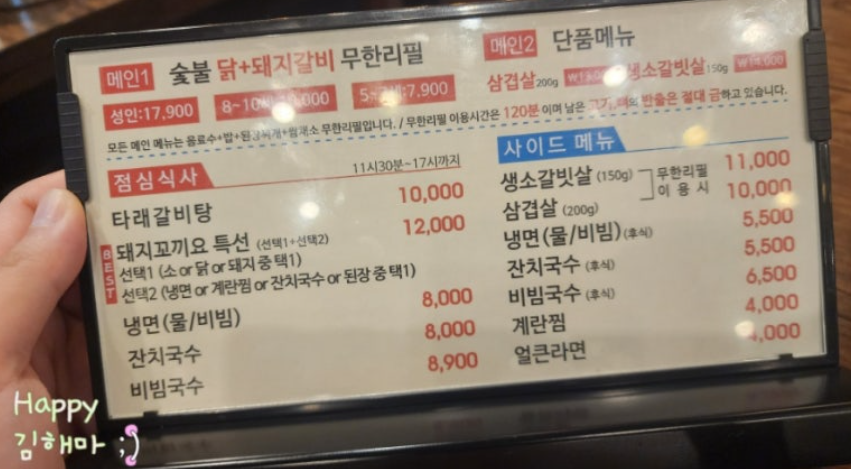 메인1 숯불 닭+돼지갈비 무한리필
성인:17,900 8~10세: 5~7세:7,900
모든 메인 메뉴는 음료수+밥+된장찌개+쌈채소 무한리필입니다. / 무한리필 이용시간은 120분 이며 남은 반출은 절대 금하고 있습니다.
메인2 단품메뉴
삼겹살 200g 생소갈빗살 150g ₩14,000
점심식사 11시30분~17시까지
타래갈비탕 10,000
BEST 돼지꼬끼요 특선 (선택1+선택2) 12,000
선택1 (소 or 닭 or 돼지 중 택1)
선택2 (냉면 or 계란찜 or 잔치국수 or 된장 중 택1)
냉면(물/비빔) 8,000
잔치국수 8,000
비빔국수 8,900
사이드 메뉴
생소갈빗살 (150g) 무한리필 이용 시 11,000
삼겹살 (200g) 10,000
냉면(물/비빔) (후식) 5,500
잔치국수 (후식) 5,500
비빔국수 (후식) 6,500
계란찜 4,000
얼큰라면
Happy
김해마 ;)